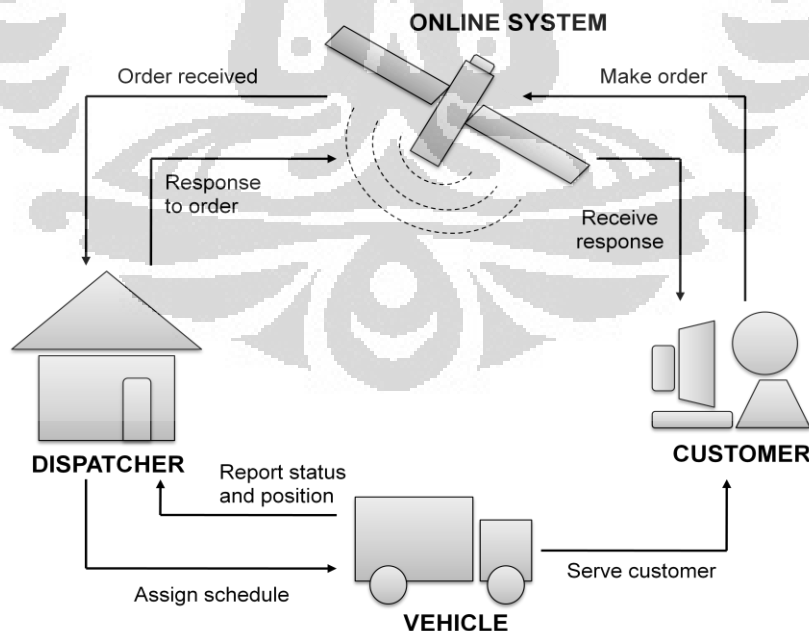 ONLINE SYSTEM
Order received
Make order
Response
to order
Receive
response
DISPATCHER
CUSTOMER
Report status
and position
Assign schedule
Serve customer
VEHICLE